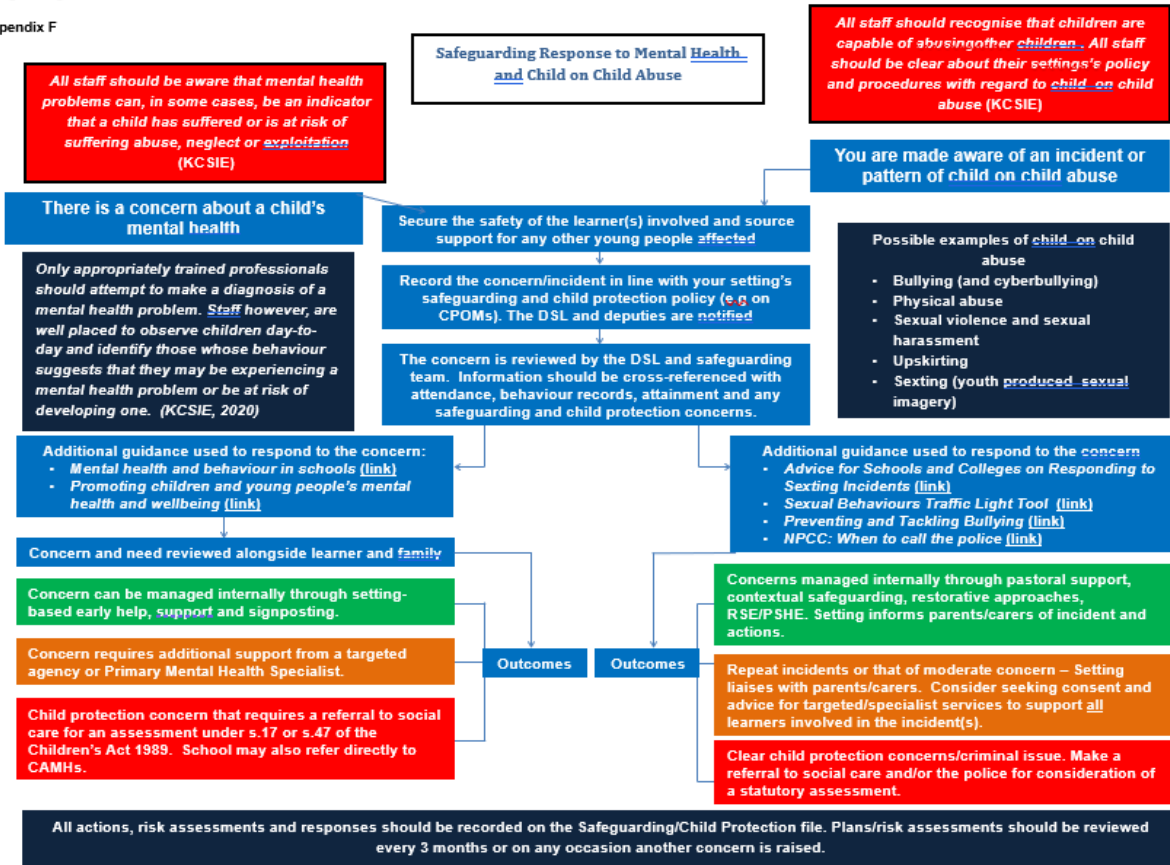 pendix F
Safeguarding Response to Mental Health
and Child on Child Abuse
All staff should be aware that mental health
problems can, in some cases, be an indicator
that a child has suffered or is at risk of
suffering abuse, neglect or exploitation
(KCSIE)
All staff should recognise that children are
capable of abusingother children . All staff
should be clear about their settings's policy
and procedures with regard to child on child
abuse (KCSIE)
There is a concern about a child's
mental health
You are made aware of an incident or
pattern of child on child abuse
Secure the safety of the learner(s) involved and source
support for any other young people affected
Only appropriately trained professionals
should attempt to make a diagnosis of a
mental health problem. Staff however, are
well placed to observe children day-to-
day and identify those whose behaviour
suggests that they may be experiencing a
mental health problem or be at risk of
developing one. (KCSIE, 2020)
Record the concern/incident in line with your setting's
safeguarding and child protection policy (e.g on
CPOMs). The DSL and deputies are notified
The concern is reviewed by the DSL and safeguarding
team. Information should be cross-referenced with
attendance, behaviour records, attainment and any
safeguarding and child protection concerns.
Possible examples of child on child
abuse
• Bullying (and cyberbullying)
• Physical abuse
• Sexual violence and sexual
harassment
• Upskirting
• Sexting (youth produced sexual
imagery)
Additional guidance used to respond to the concern:
• Mental health and behaviour in schools (link)
• Promoting children and young people's mental
health and wellbeing (link)
Additional guidance used to respond to the concern
• Advice for Schools and Colleges on Responding to
Sexting Incidents (link)
• Sexual Behaviours Traffic Light Tool (link)
• Preventing and Tackling Bullying (link)
• NPCC: When to call the police (link)
Concern and need reviewed alongside learner and family
Concern can be managed internally through setting-
based early help, support and signposting.
Concern requires additional support from a targeted
agency or Primary Mental Health Specialist.
Child protection concern that requires a referral to social
care for an assessment under s.17 or s.47 of the
Children's Act 1989. School may also refer directly to
CAMHs.
Outcomes
Outcomes
Concerns managed internally through pastoral support,
contextual safeguarding, restorative approaches,
RSE/PSHE. Setting informs parents/carers of incident and
actions.
Repeat incidents or that of moderate concern – Setting
liaises with parents/carers. Consider seeking consent and
advice for targeted/specialist services to support all
learners involved in the incident(s).
Clear child protection concerns/criminal issue. Make a
referral to social care and/or the police for consideration of
a statutory assessment.
All actions, risk assessments and responses should be recorded on the Safeguarding/Child Protection file. Plans/risk assessments should be reviewed
every 3 months or on any occasion another concern is raised.